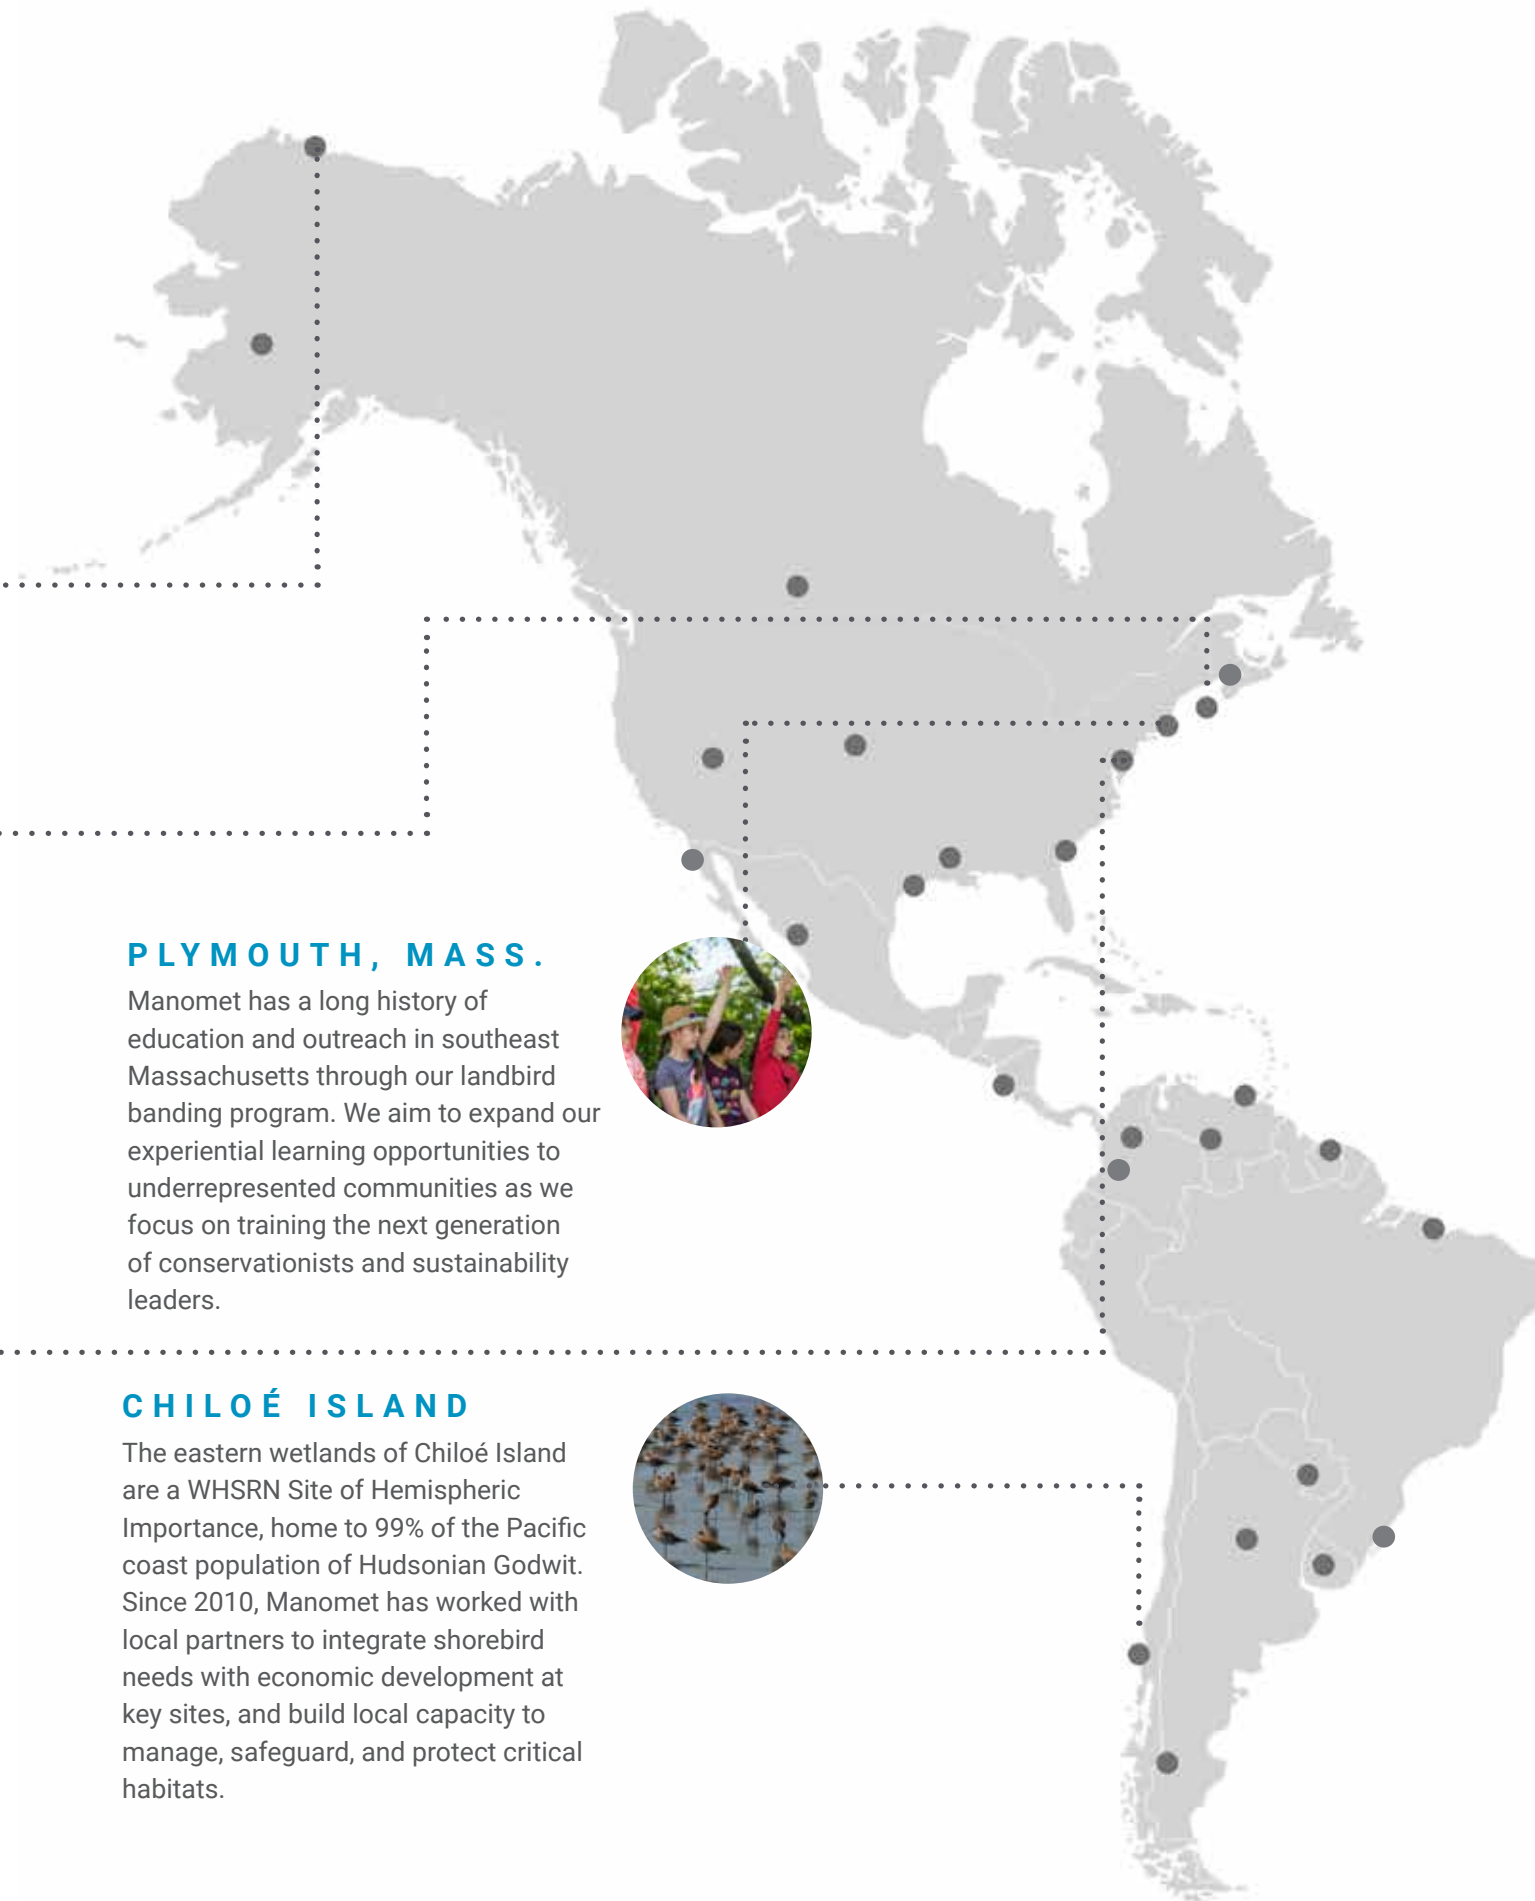 PLYMOUTH, MASS.
Manomet has a long history of
education and outreach in southeast
Massachusetts through our landbird
banding program. We aim to expand our
experiential learning opportunities to
underrepresented communities as we
focus on training the next generation
of conservationists and sustainability
leaders.
CHILOÉ ISLAND
The eastern wetlands of Chiloé Island
are a WHSRN Site of Hemispheric
Importance, home to 99% of the Pacific
coast population of Hudsonian Godwit.
Since 2010, Manomet has worked with
local partners to integrate shorebird
needs with economic development at
key sites, and build local capacity to
manage, safeguard, and protect critical
habitats.